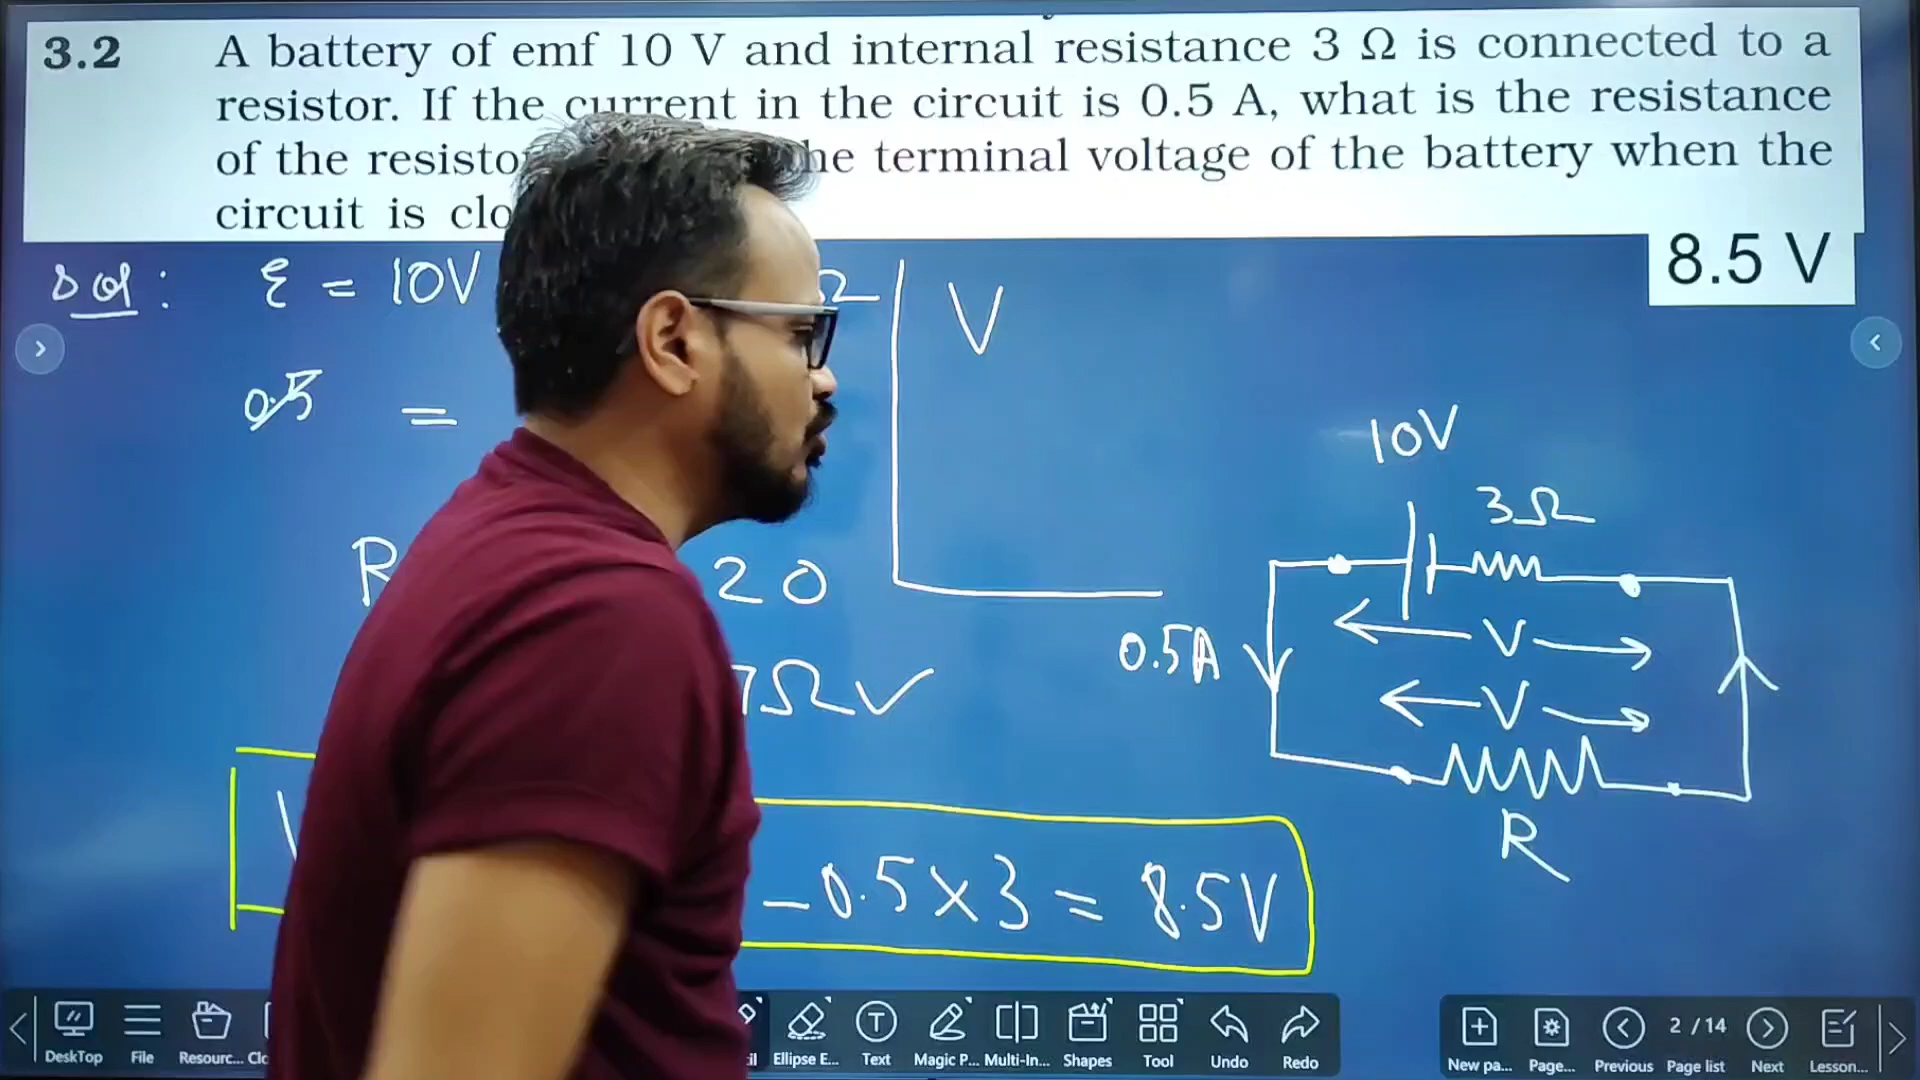 3.2 A battery of emf 10 V and internal resistance 3 Ω is connected to a
resistor. If the current in the circuit is 0.5 A, what is the resistance
of the terminal voltage of the battery when the
circuit is
8.5 V
Sol : ε = 10V Ω V
0.5 =
10V
3Ω
R 20
0.5A V
7Ω V
R
- 0.5 × 3 = 8.5V
DeskTop File Resourc... Ellipse E... Text Magic P... Multi-In... Shapes Tool Undo Redo
2 / 14
New pa... Page... Previous Page list Next Lesson...